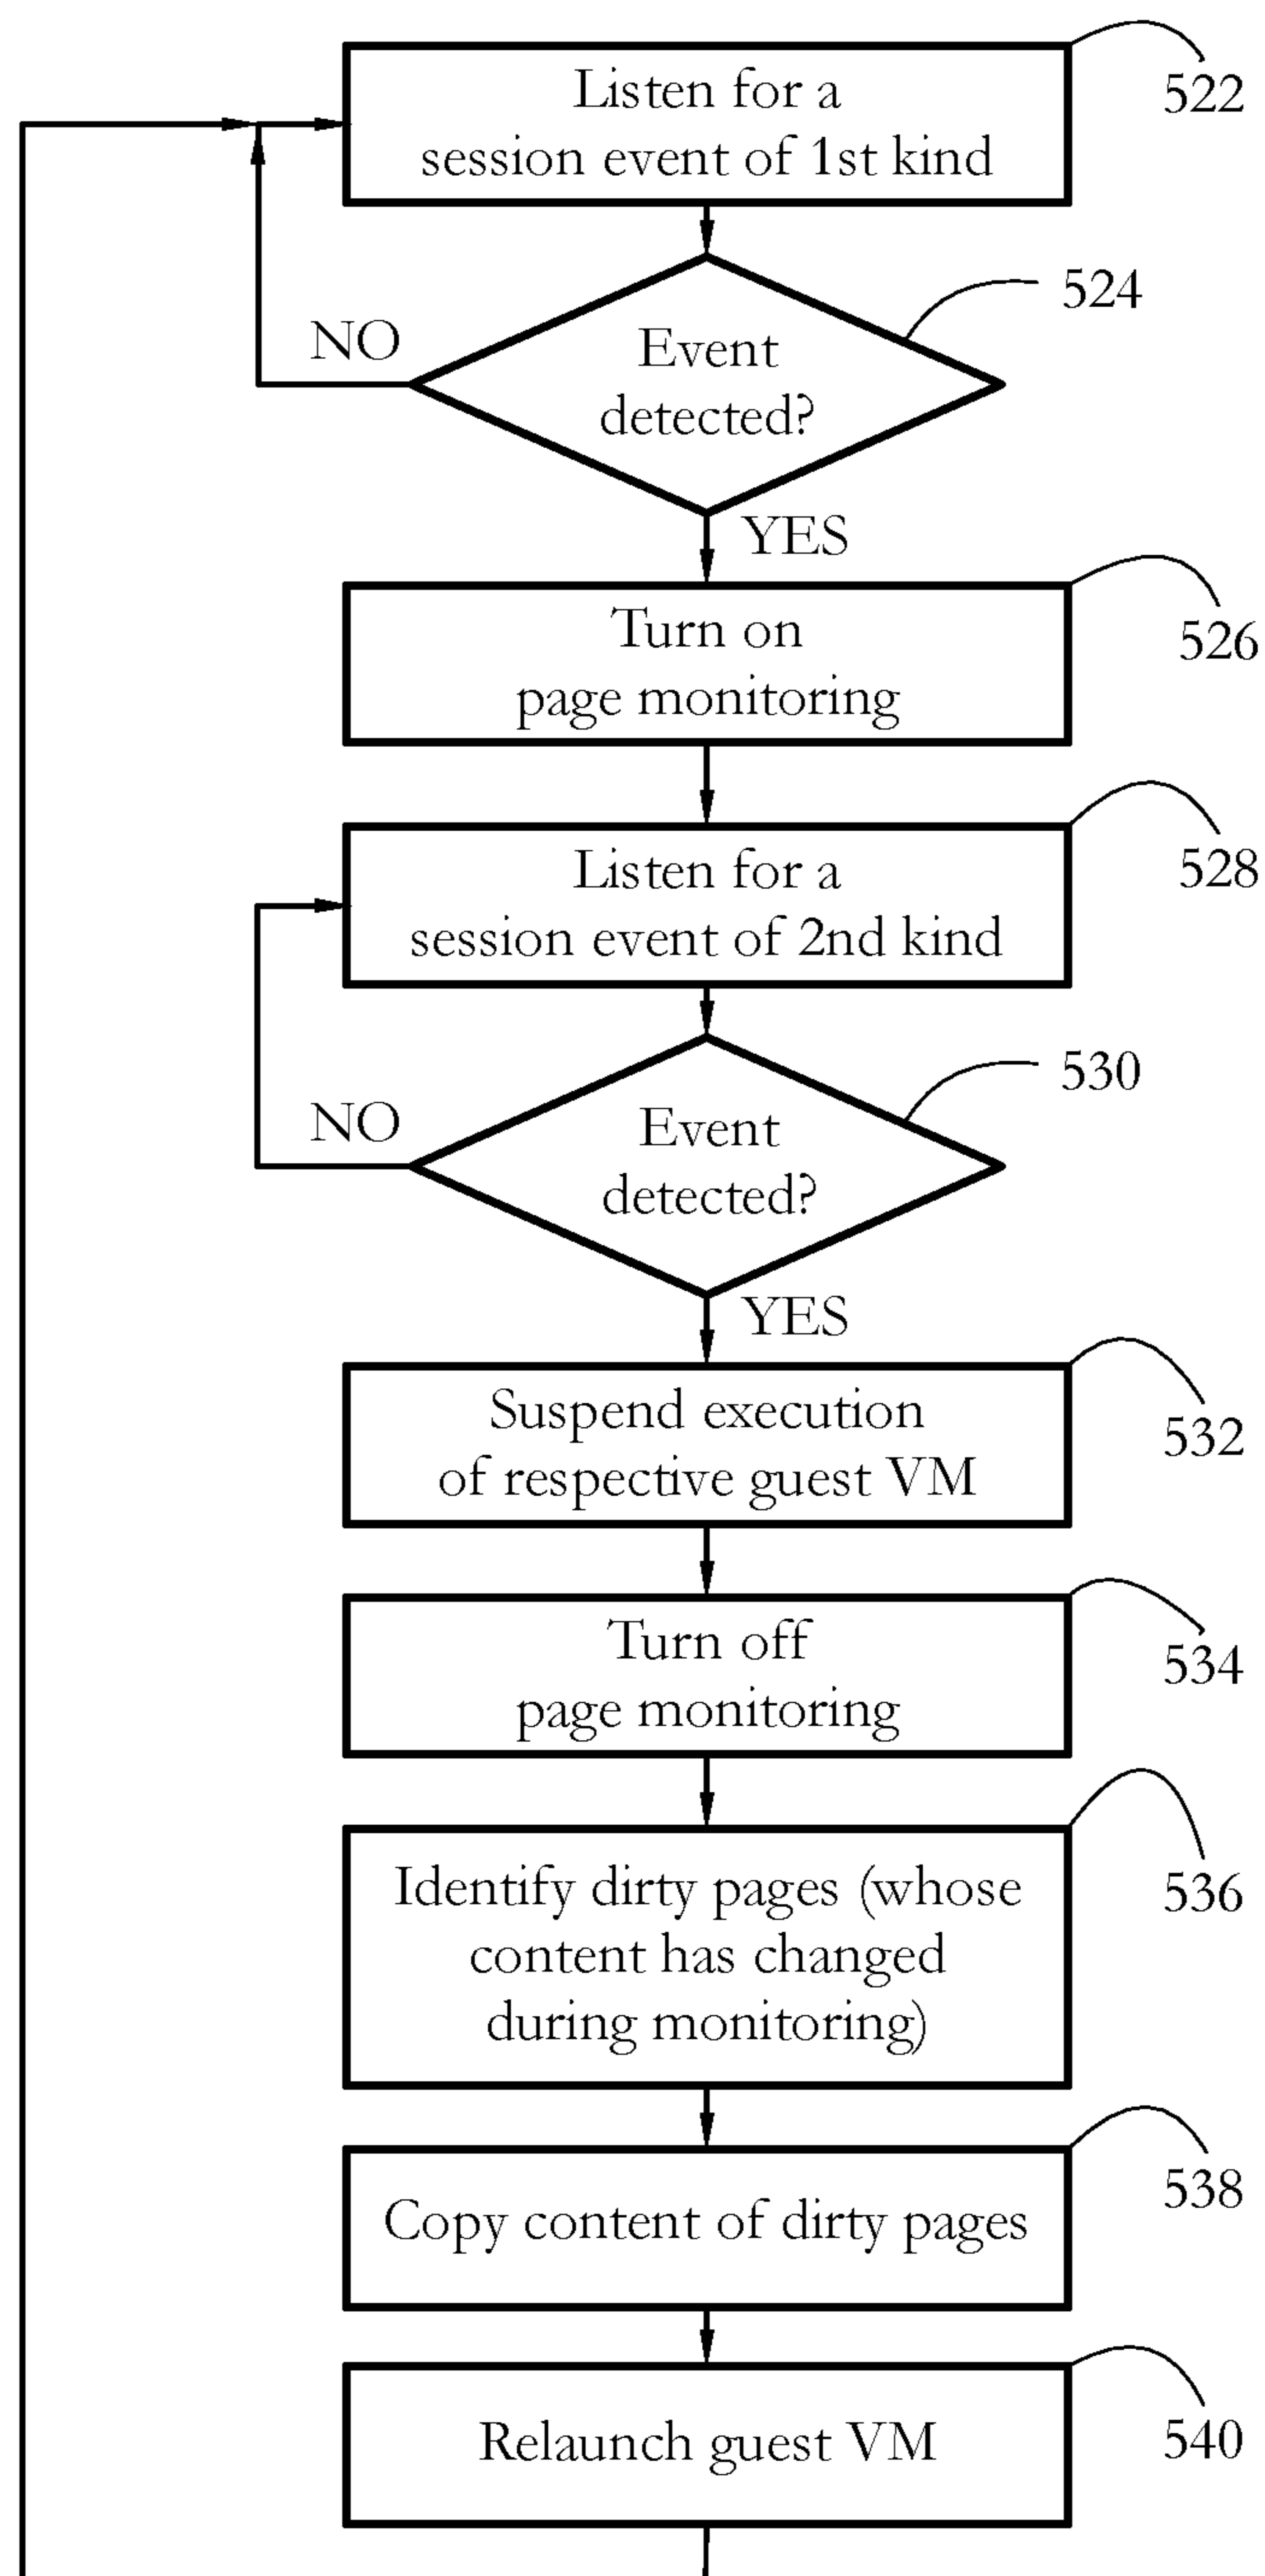 Listen for a
session event of 1st kind
522
Event
detected?
524
NO
YES
Turn on
page monitoring
526
Listen for a
session event of 2nd kind
528
Event
detected?
530
NO
YES
Suspend execution
of respective guest VM
532
Turn off
page monitoring
534
Identify dirty pages (whose
content has changed
during monitoring)
536
Copy content of dirty pages
538
Relaunch guest VM
540